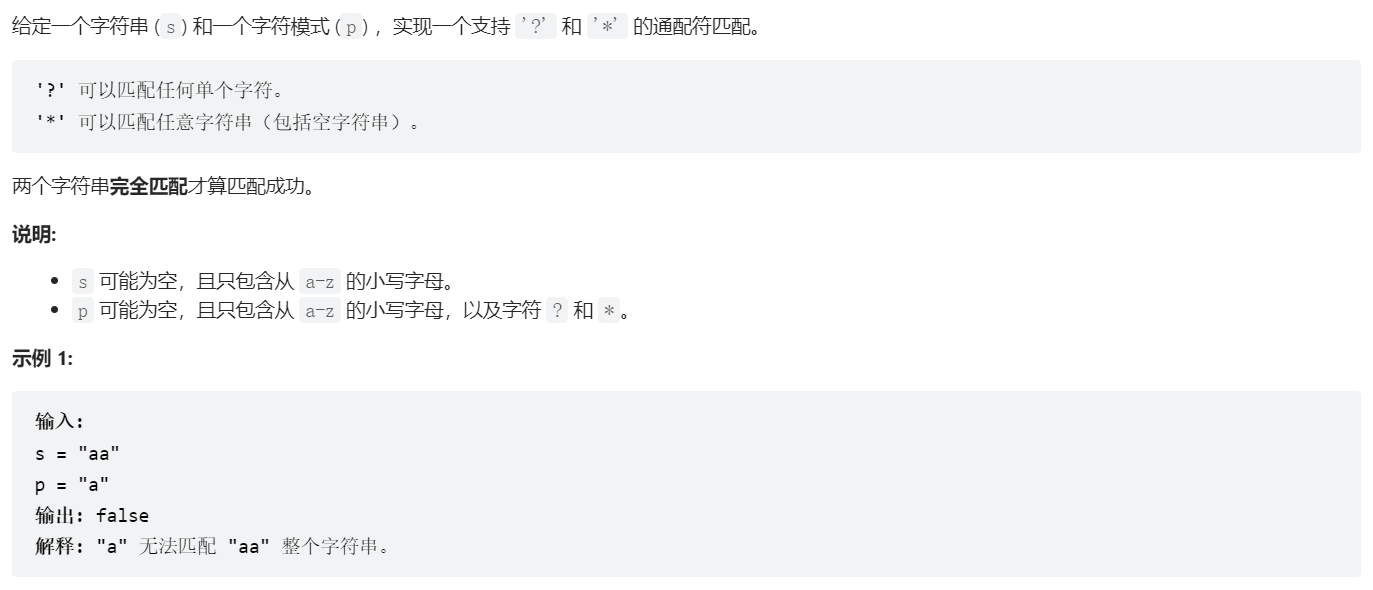 给定一个字符串 (s) 和一个字符模式 (p) ，实现一个支持 '?' 和 '*' 的通配符匹配。
'?' 可以匹配任何单个字符。
'*' 可以匹配任意字符串（包括空字符串）。
两个字符串完全匹配才算匹配成功。
说明:
• s 可能为空，且只包含从 a-z 的小写字母。
• p 可能为空，且只包含从 a-z 的小写字母，以及字符 ? 和 *。
示例 1:
输入:
s = "aa"
p = "a"
输出: false
解释: "a" 无法匹配 "aa" 整个字符串。